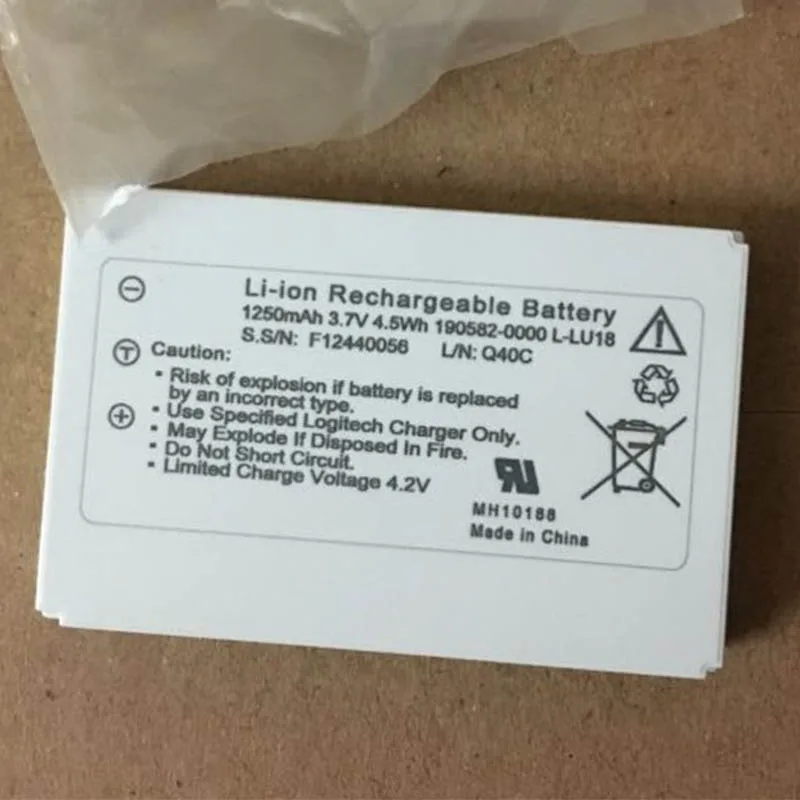 Li-ion Rechargeable Battery
1250mAh 3.7V 4.5Wh 190582-0000 L-LU18
S.S/N: F12440056 L/N: Q40C
T Caution:
• Risk of explosion if battery is replaced
by an incorrect type.
• Use Specified Logitech Charger Only.
• May Explode If Disposed In Fire.
• Do Not Short Circuit.
• Limited Charge Voltage 4.2V
MH10188
Made in China